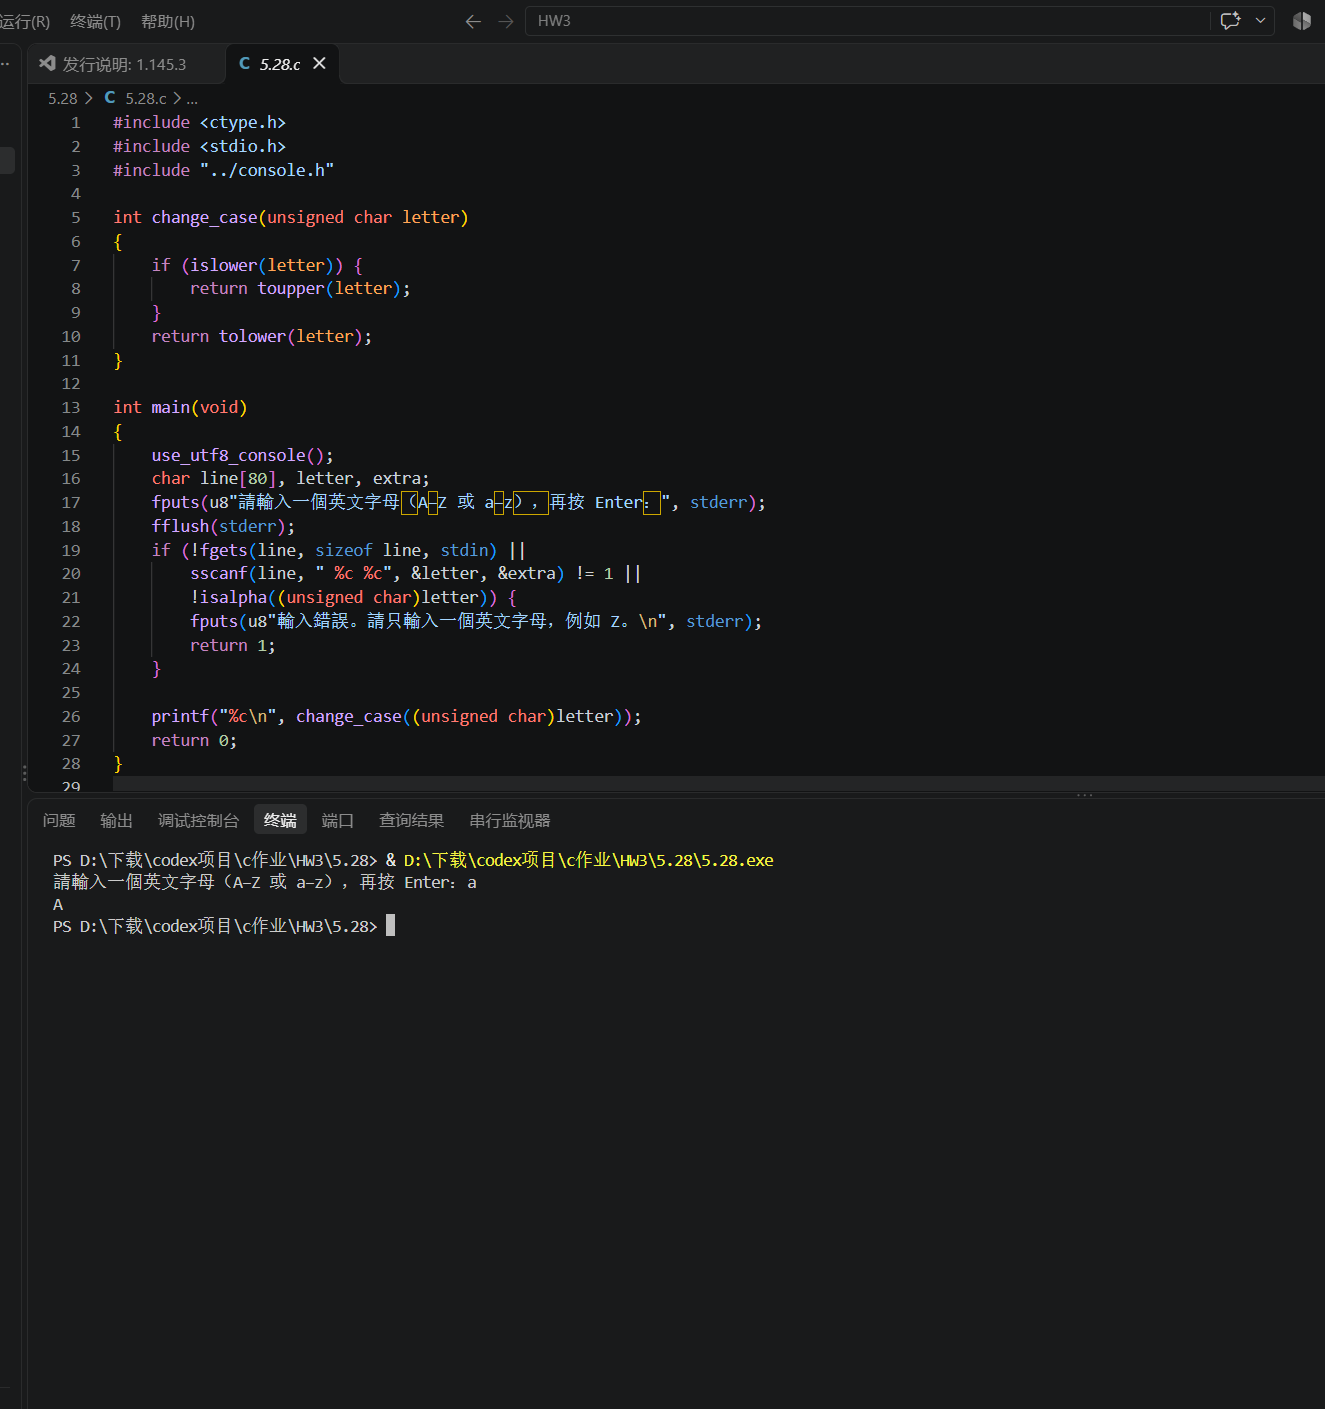 运行(R) 终端(T) 帮助(H) HW3
发行说明: 1.145.3 C 5.28.c
5.28 > C 5.28.c > ...
1 #include <ctype.h>
2 #include <stdio.h>
3 #include "../console.h"
4
5 int change_case(unsigned char letter)
6 {
7 if (islower(letter)) {
8 return toupper(letter);
9 }
10 return tolower(letter);
11 }
12
13 int main(void)
14 {
15 use_utf8_console();
16 char line[80], letter, extra;
17 fputs(u8"請輸入一個英文字母（A–Z 或 a–z），再按 Enter：", stderr);
18 fflush(stderr);
19 if (!fgets(line, sizeof line, stdin) ||
20 sscanf(line, " %c %c", &letter, &extra) != 1 ||
21 !isalpha((unsigned char)letter)) {
22 fputs(u8"輸入錯誤。請只輸入一個英文字母，例如 Z。\n", stderr);
23 return 1;
24 }
25
26 printf("%c\n", change_case((unsigned char)letter));
27 return 0;
28 }
29
问题 输出 调试控制台 终端 端口 查询结果 串行监视器
PS D:\下载\codex项目\c作业\HW3\5.28> & D:\下载\codex项目\c作业\HW3\5.28\5.28.exe
請輸入一個英文字母（A–Z 或 a–z），再按 Enter：a
A
PS D:\下载\codex项目\c作业\HW3\5.28>